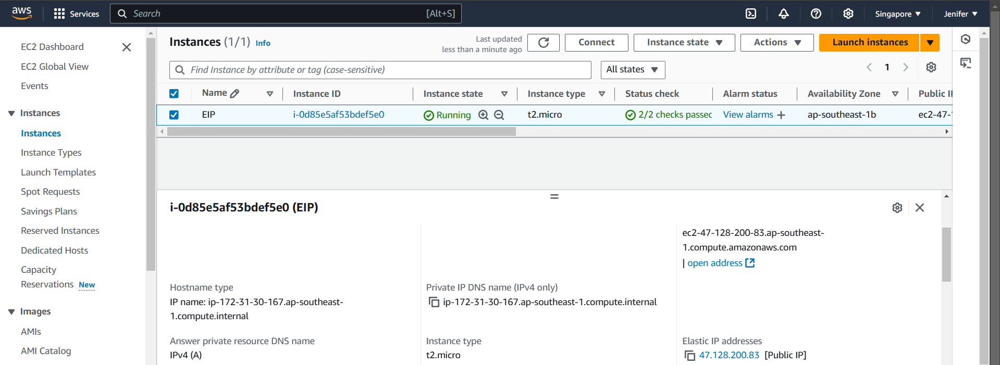 aws
Services
Search
[Alt+S]
Singapore
Jenifer
EC2 Dashboard
EC2 Global View
Events
Instances
Instances
Instance Types
Launch Templates
Spot Requests
Savings Plans
Reserved Instances
Dedicated Hosts
Capacity
Reservations New
Images
AMIs
AMI Catalog
Instances (1/1) Info
Last updated
less than a minute ago
Connect
Instance state
Actions
Launch instances
Find Instance by attribute or tag (case-sensitive)
All states
1
Name Instance ID Instance state Instance type Status check Alarm status Availability Zone Public
EIP i-0d85e5af53bdef5e0 Running t2.micro 2/2 checks passed View alarms ap-southeast-1b ec2-47-
i-0d85e5af53bdef5e0 (EIP)
ec2-47-128-200-83.ap-southeast-
1.compute.amazonaws.com
| open address
Hostname type
IP name: ip-172-31-30-167.ap-southeast-
1.compute.internal
Private IP DNS name (IPv4 only)
ip-172-31-30-167.ap-southeast-1.compute.internal
Answer private resource DNS name
IPv4 (A)
Instance type
t2.micro
Elastic IP addresses
47.128.200.83 [Public IP]